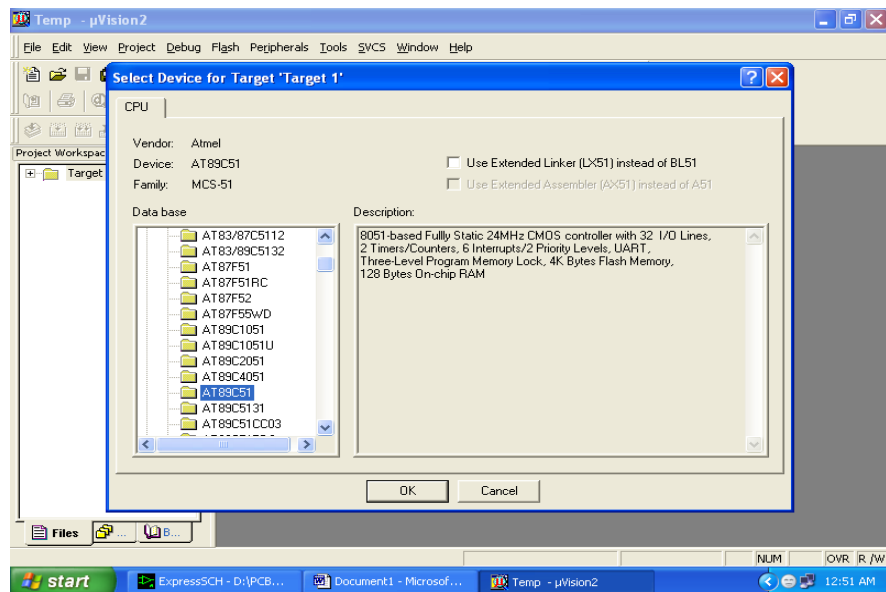 Temp - µVision2
File Edit View Project Debug Flash Peripherals Tools SVCS Window Help
Select Device for Target 'Target 1'
CPU
Vendor: Atmel
Device: AT89C51
Use Extended Linker (LX51) instead of BL51
Family: MCS-51
Use Extended Assembler (AX51) instead of A51
Project Workspac
Target
Data base
Description:
AT83/87C5112
AT83/89C5132
AT87F51
AT87F51RC
AT87F52
AT87F55WD
AT89C1051
AT89C1051U
AT89C2051
AT89C4051
AT89C51
AT89C5131
AT89C51CC03
8051-based Fullly Static 24MHz CMOS controller with 32 I/O Lines,
2 Timers/Counters, 6 Interrupts/2 Priority Levels, UART,
Three-Level Program Memory Lock, 4K Bytes Flash Memory,
128 Bytes On-chip RAM
OK Cancel
Files ... B...
NUM OVR R /W
start ExpressSCH - D:\PCB... Document1 - Microsof... Temp - µVision2 12:51 AM